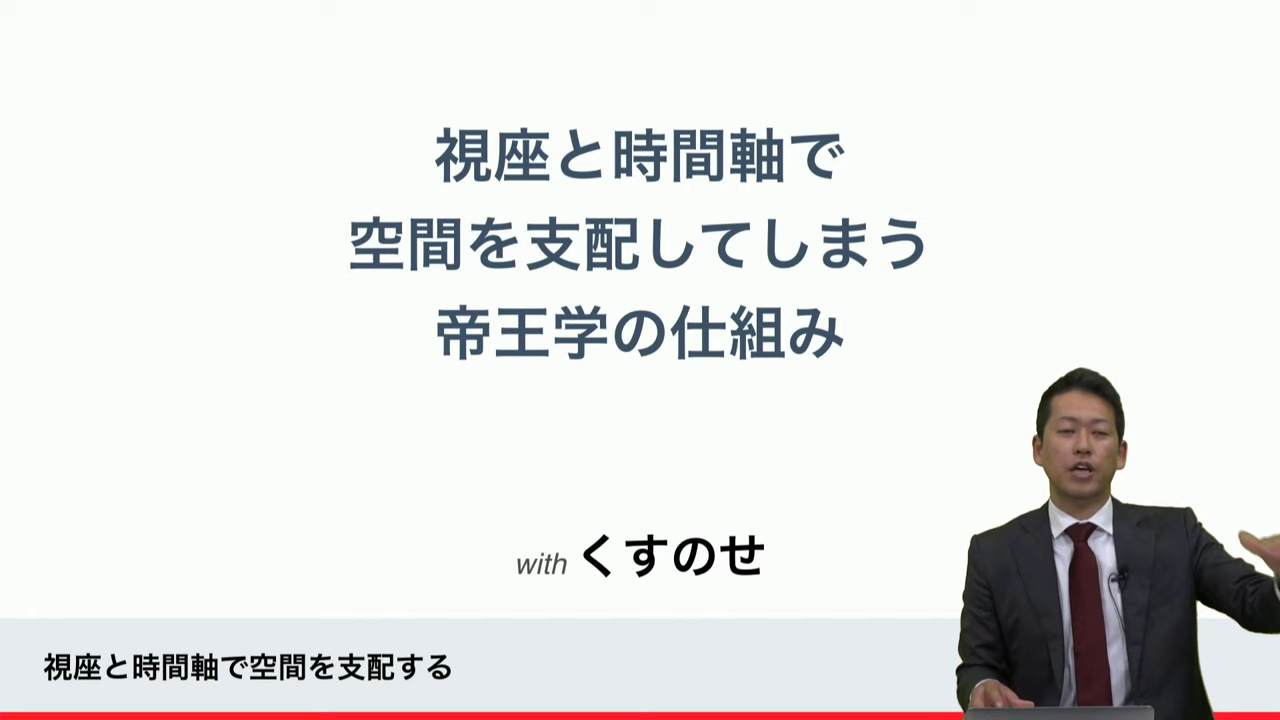 視座と時間軸で
空間を支配してしまう
帝王学の仕組み
with くすのせ
視座と時間軸で空間を支配する